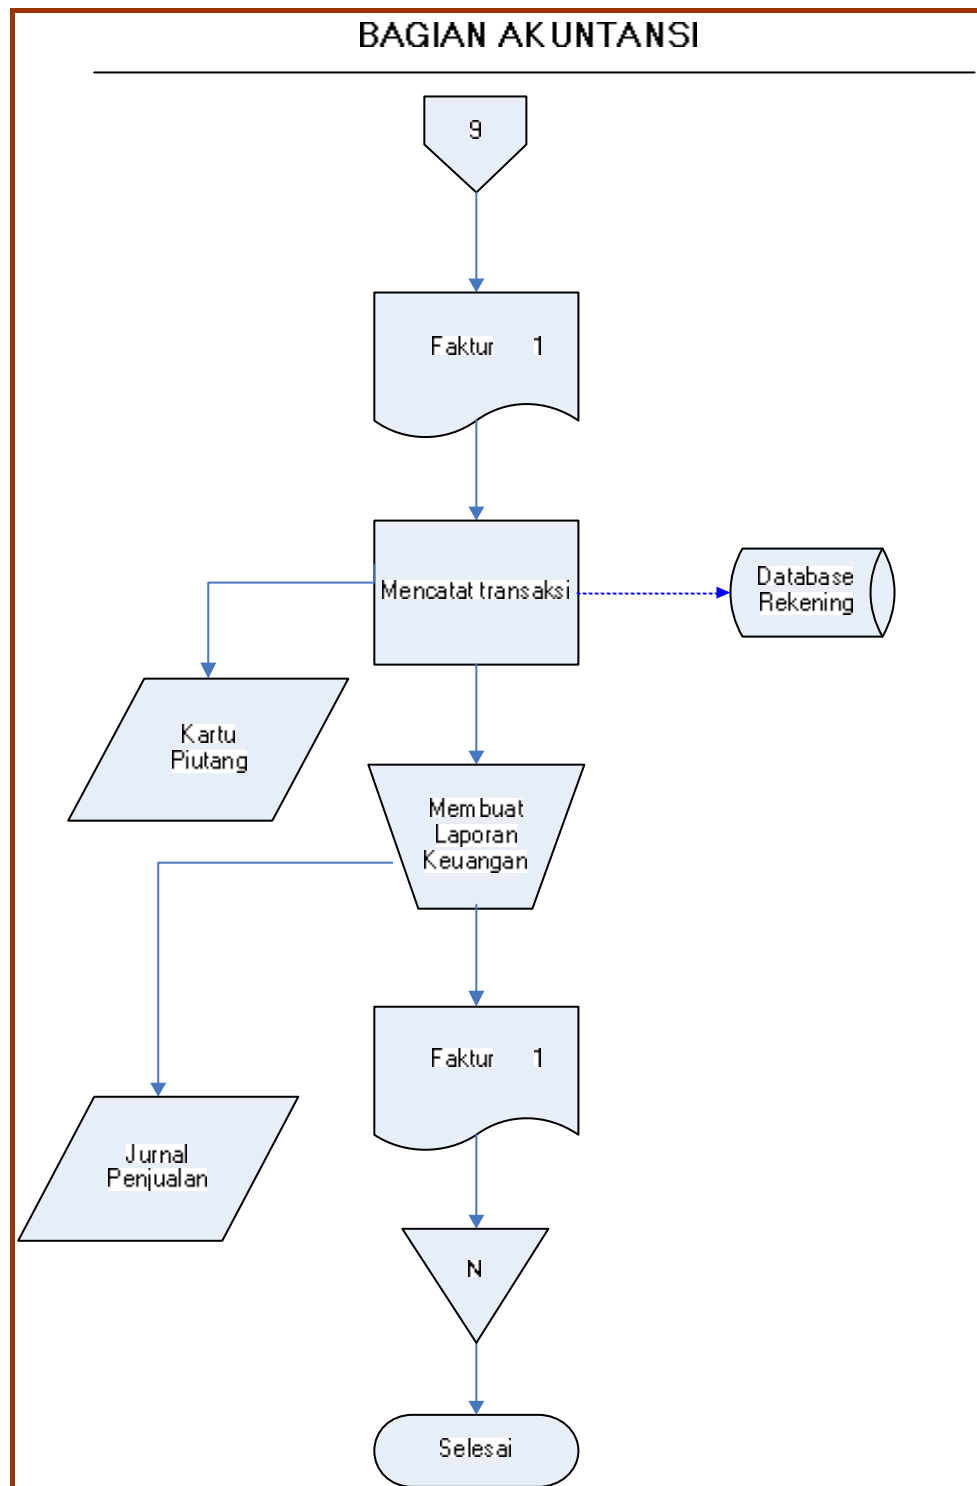 BAGIAN AKUNTANSI
9
Faktur 1
Mencatat transaksi
Database
Rekening
Kartu
Piutang
Membuat
Laporan
Keuangan
Faktur 1
Jurnal
Penjualan
N
Selesai